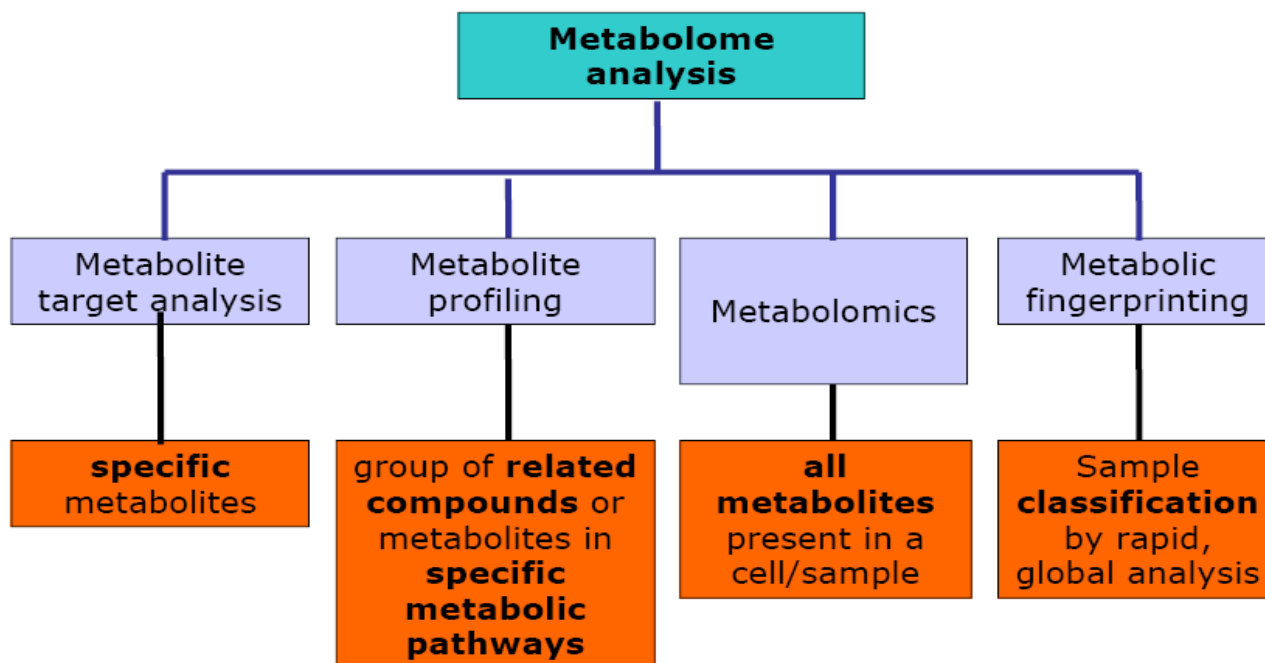 Metabolome
analysis
Metabolite
target analysis
Metabolite
profiling
Metabolomics
Metabolic
fingerprinting
specific
metabolites
group of related
compounds or
metabolites in
specific
metabolic
pathways
all
metabolites
present in a
cell/sample
Sample
classification
by rapid,
global analysis